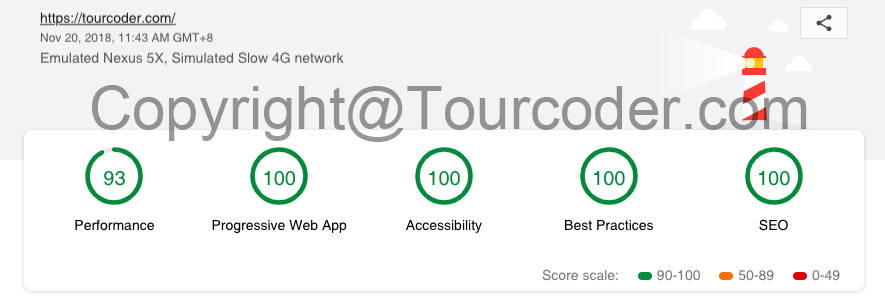 https://tourcoder.com/
Nov 20, 2018, 11:43 AM GMT+8
Emulated Nexus 5X, Simulated Slow 4G network
Copyright@Tourcoder.com
93 100 100 100 100
Performance Progressive Web App Accessibility Best Practices SEO
Score scale: 90-100 50-89 0-49